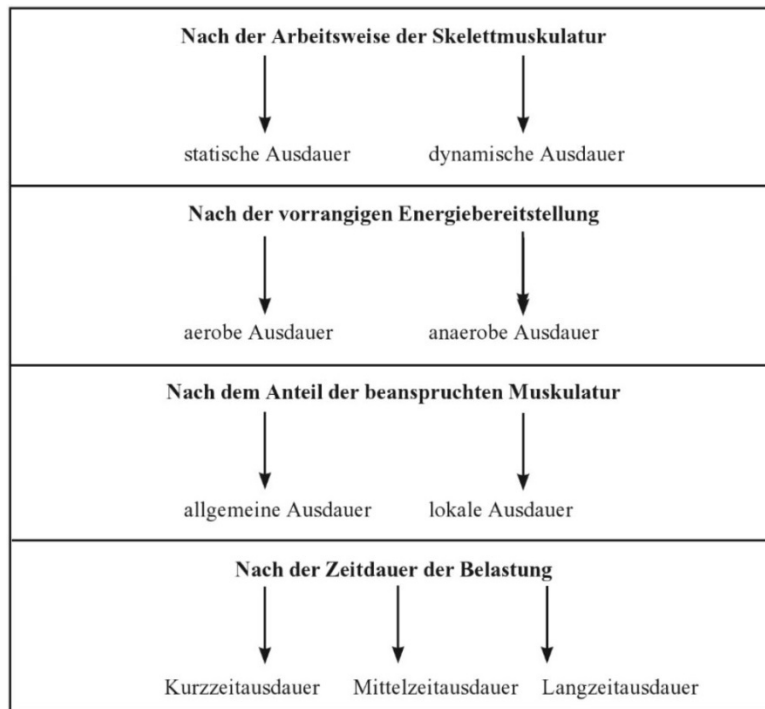 Nach der Arbeitsweise der Skelettmuskulatur
statische Ausdauer dynamische Ausdauer
Nach der vorrangigen Energiebereitstellung
aerobe Ausdauer anaerobe Ausdauer
Nach dem Anteil der beanspruchten Muskulatur
allgemeine Ausdauer lokale Ausdauer
Nach der Zeitdauer der Belastung
Kurzzeitausdauer Mittelzeitausdauer Langzeitausdauer